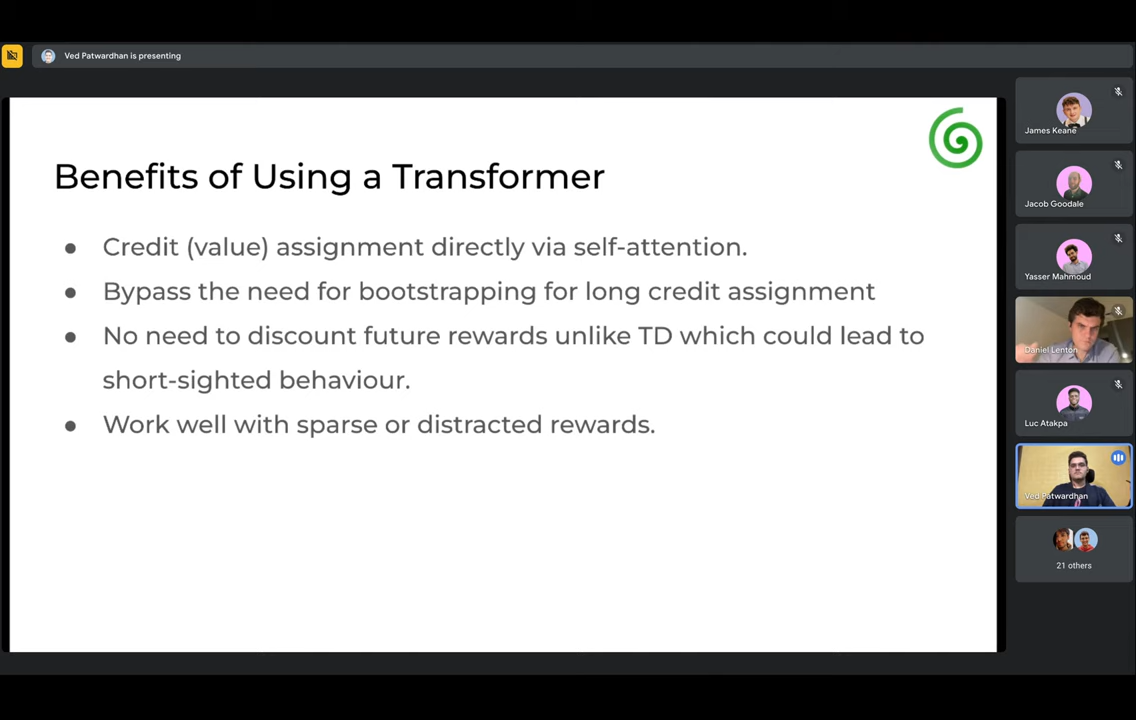 Ved Patwardhan is presenting
Benefits of Using a Transformer
● Credit (value) assignment directly via self-attention.
● Bypass the need for bootstrapping for long credit assignment
● No need to discount future rewards unlike TD which could lead to
short-sighted behaviour.
● Work well with sparse or distracted rewards.
James Keane
Jacob Goodale
Yasser Mahmoud
Daniel Lenton
Luc Atakpa
Ved Patwardhan
21 others